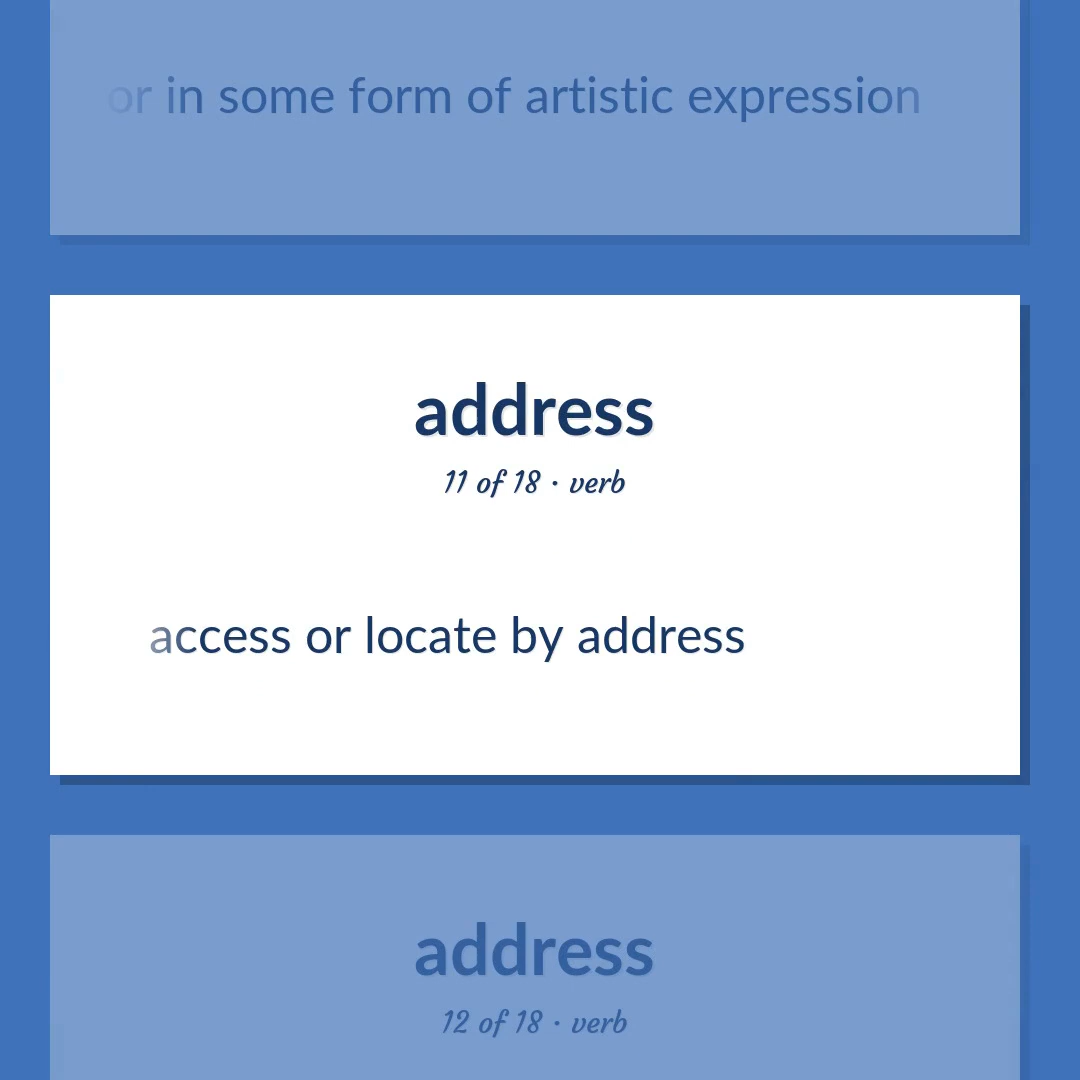 or in some form of artistic expression
address
11 of 18 · verb
access or locate by address
address
12 of 18 · verb